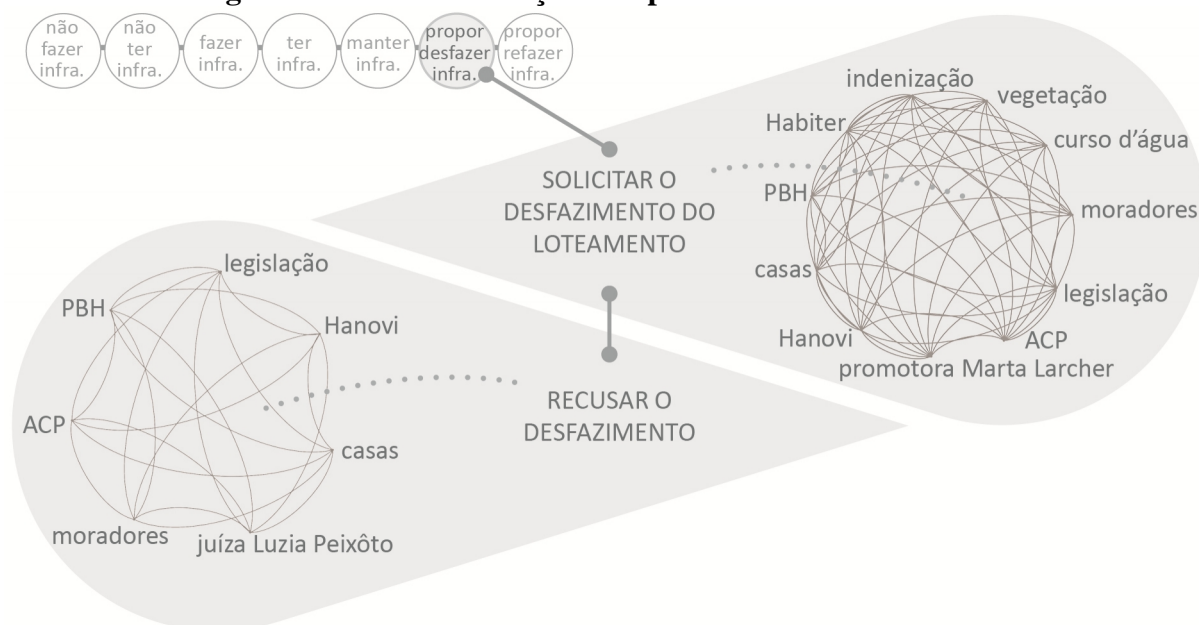 não
fazer
infra.
não
ter
infra.
fazer
infra.
ter
infra.
manter
infra.
propor
desfazer
infra.
propor
refazer
infra.
SOLICITAR O
DESFAZIMENTO DO
LOTEAMENTO
indenização
vegetação
Habiter
curso d'água
PBH
moradores
casas
legislação
Hanovi
ACP
promotora Marta Larcher
RECUSAR O
DESFAZIMENTO
legislação
PBH
Hanovi
ACP
casas
moradores
juíza Luzia Peixôto